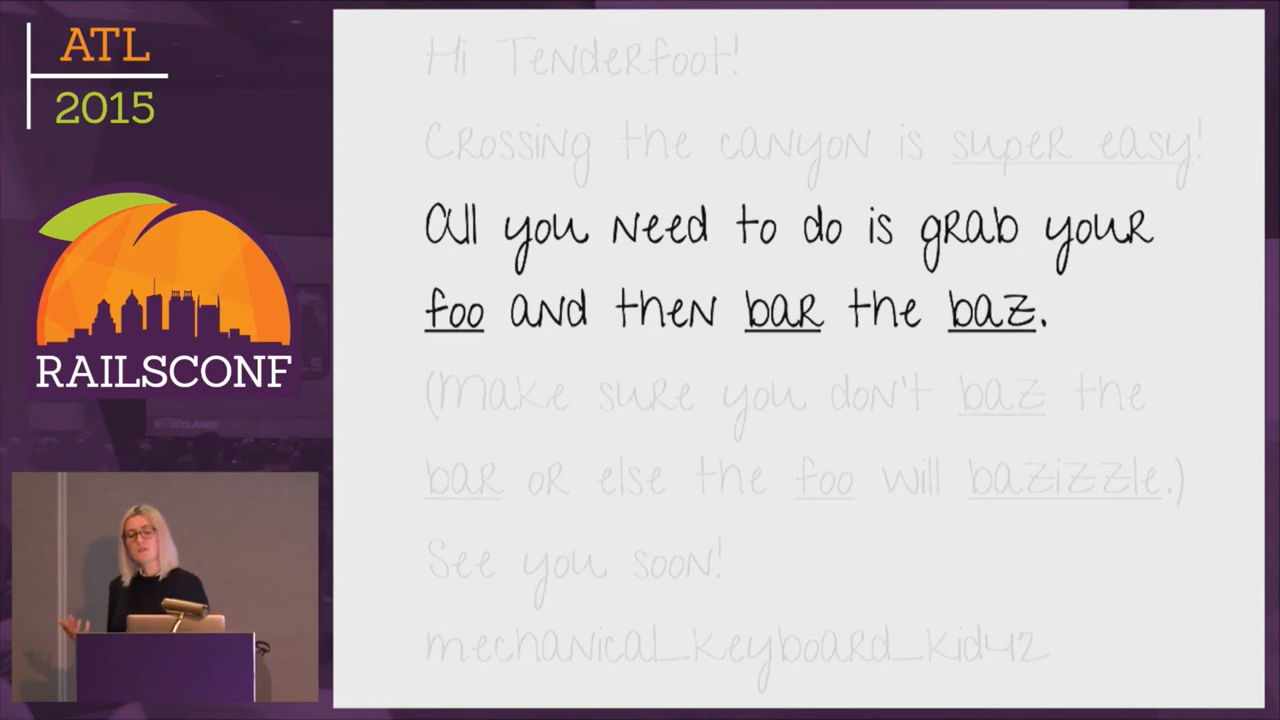 ATL
2015
RAILSCONF
Hi Tenderfoot!
Crossing the canyon is super easy!
All you need to do is grab your
foo and then bar the baz.
(Make sure you don't baz the
bar or else the foo will bazizzle.)
See you soon!
mechanical_keyboard_kid42